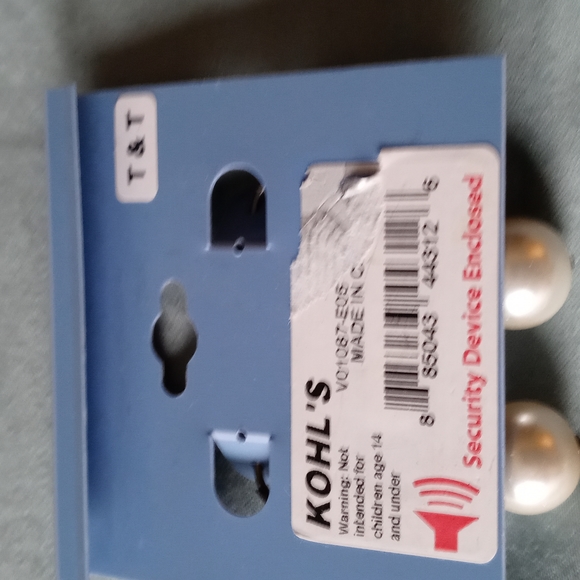 T & T
KOHL'S
V01087-E05
MADE IN C
Warning: Not
intended for
children age 14
and under
8 85043 44312 6
Security Device Enclosed